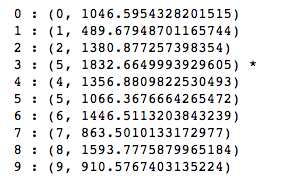 0 : (0, 1046.5954328201515)
1 : (1, 489.67948701165744)
2 : (2, 1380.877257398354)
3 : (5, 1832.6649993929605) *
4 : (4, 1356.8809822530493)
5 : (5, 1066.3676664265472)
6 : (6, 1446.5113203843239)
7 : (7, 863.5010133172977)
8 : (8, 1593.7775879965184)
9 : (9, 910.5767403135224)